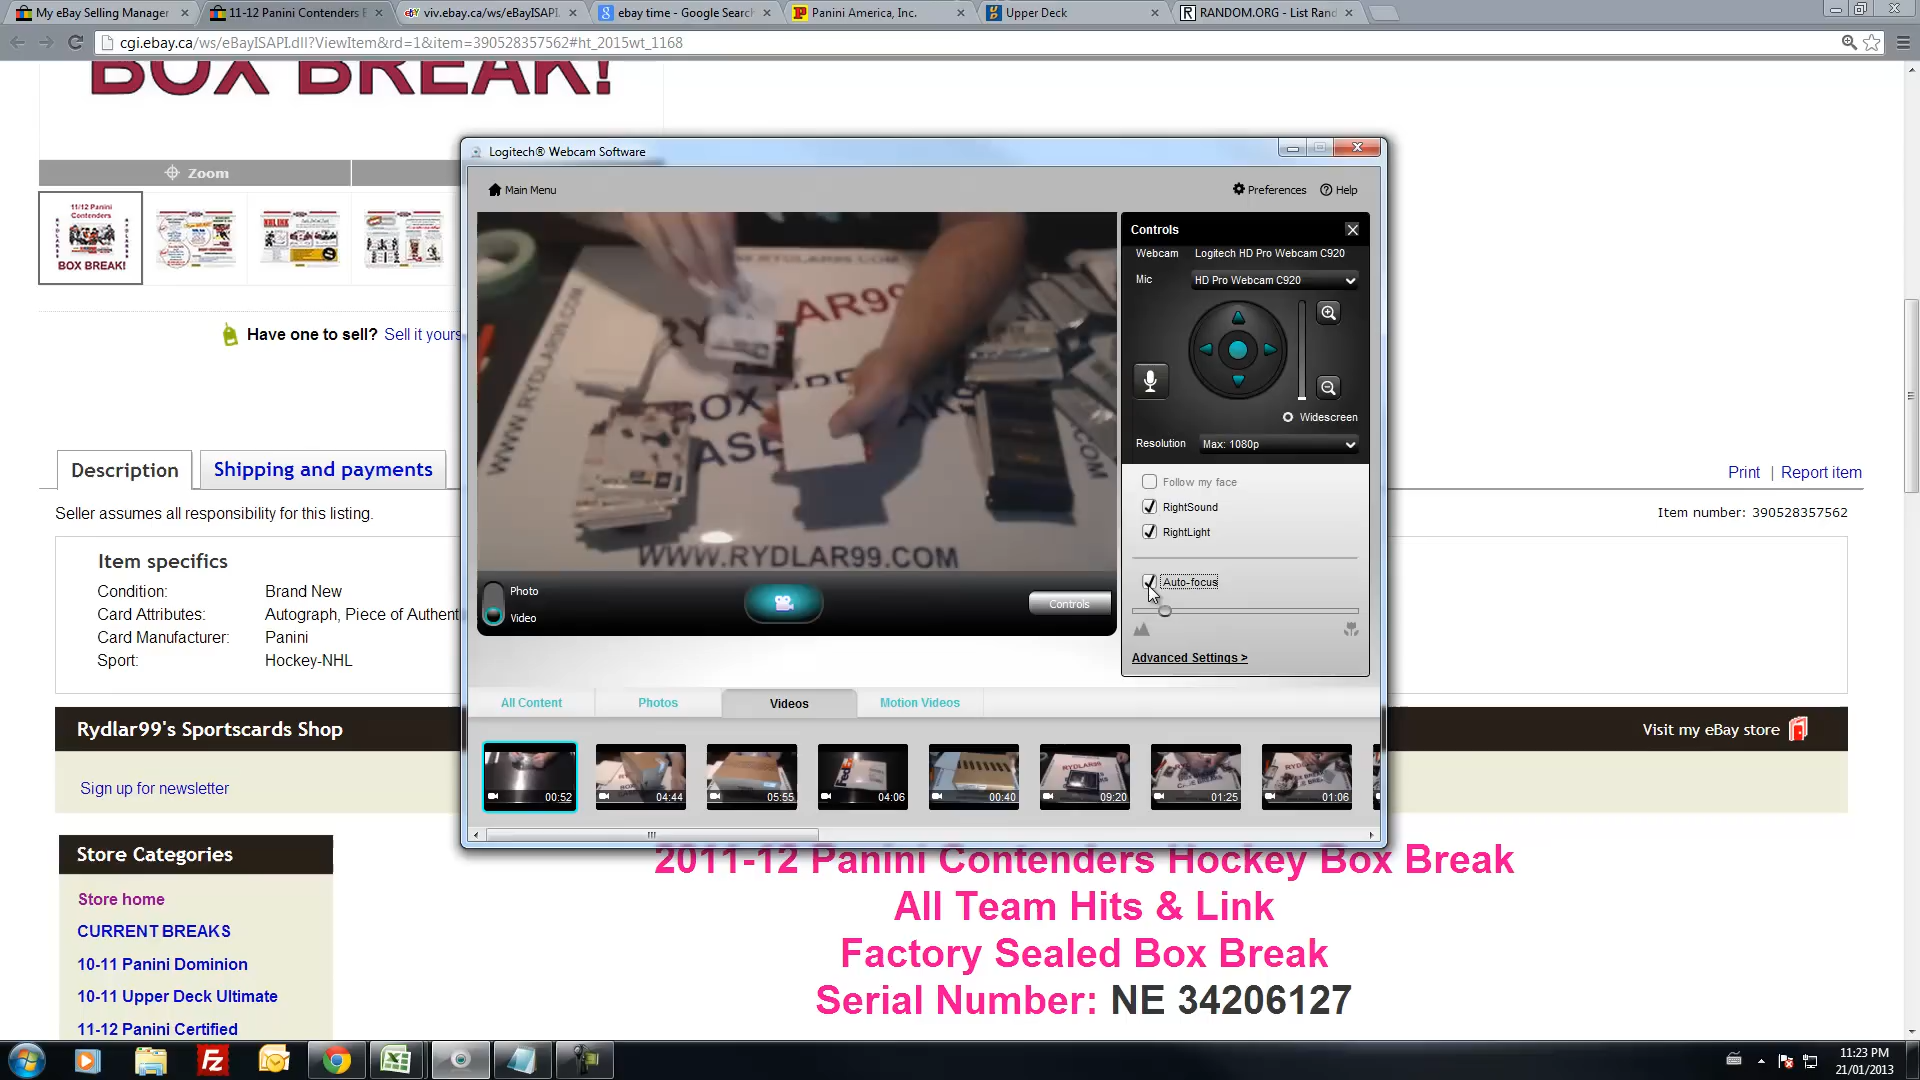 My eBay Selling Manager
11-12 Panini Contenders
viv.ebay.ca/ws/eBayISAPI.
ebay time - Google Search
Panini America, Inc.
Upper Deck
RANDOM.ORG - List Ran
cgi.ebay.ca/ws/eBayISAPI.dll?ViewItem&rd=1&item=390528357562#ht_2015wt_1168
BOX BREAK!
Zoom
11/12 Panini
Contenders
BOX BREAK!
Have one to sell? Sell it yours
Description
Shipping and payments
Print | Report item
Seller assumes all responsibility for this listing.
Item number: 390528357562
Item specifics
Condition: Brand New
Card Attributes: Autograph, Piece of Authent
Card Manufacturer: Panini
Sport: Hockey-NHL
Rydlar99's Sportscards Shop
Visit my eBay store
Sign up for newsletter
Store Categories
Store home
CURRENT BREAKS
10-11 Panini Dominion
10-11 Upper Deck Ultimate
11-12 Panini Certified
Logitech® Webcam Software
Main Menu
Preferences
Help
WWW.RYDLAR99.COM
Photo
Video
Controls
Controls
Webcam Logitech HD Pro Webcam C920
Mic HD Pro Webcam C920
Widescreen
Resolution Max: 1080p
Follow my face
RightSound
RightLight
Auto-focus
Advanced Settings >
All Content
Photos
Videos
Motion Videos
00:52
04:44
05:55
04:06
00:40
09:20
01:25
01:06
2011-12 Panini Contenders Hockey Box Break
All Team Hits & Link
Factory Sealed Box Break
Serial Number: NE 34206127
11:23 PM
21/01/2013